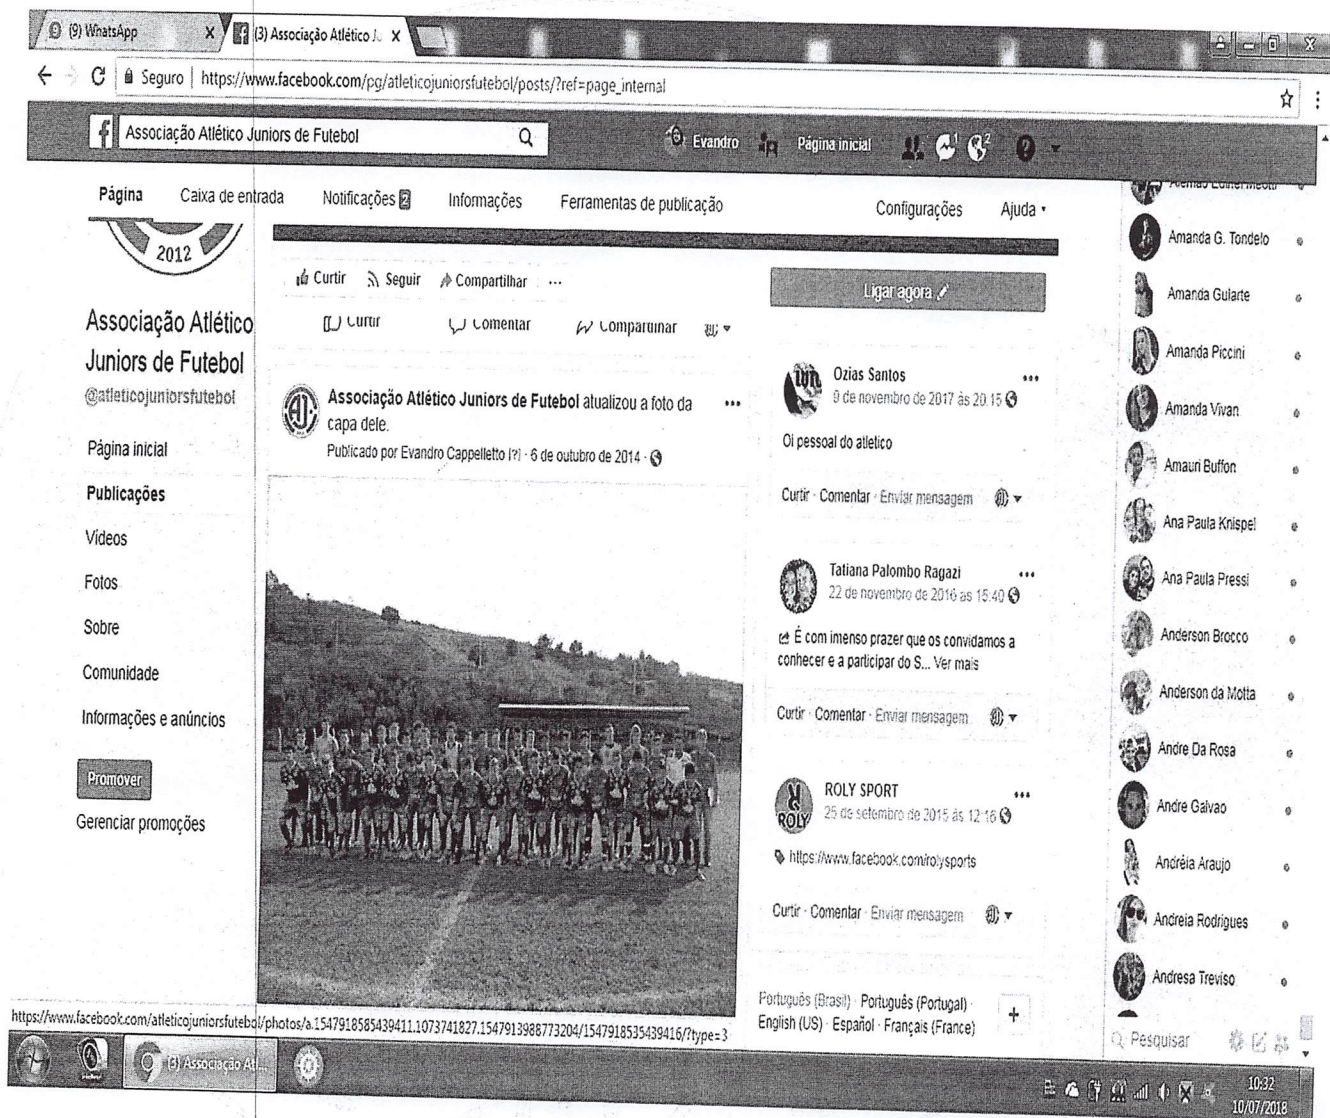 (9) WhatsApp X
(3) Associação Atlético Ju X
Seguro | https://www.facebook.com/pg/atleticojuniorsfutebol/posts/?ref=page_internal
Associação Atlético Juniors de Futebol
Evandro Página inicial 1 2
Página Caixa de entrada Notificações 2 Informações Ferramentas de publicação Configurações Ajuda
2012
Associação Atlético
Juniors de Futebol
@atleticojuniorsfutebol
Página inicial
Publicações
Vídeos
Fotos
Sobre
Comunidade
Informações e anúncios
Promover
Gerenciar promoções
Curtir Seguir Compartilhar ...
Curtir Comentar Compartilhar
AJ
Associação Atlético Juniors de Futebol atualizou a foto da ...
capa dele.
Publicado por Evandro Cappelletto [?] · 6 de outubro de 2014 ·
Ligar agora
Ozias Santos ...
9 de novembro de 2017 às 20:15
Oi pessoal do atletico
Curtir · Comentar · Enviar mensagem
Tatiana Palombo Ragazi ...
22 de novembro de 2016 às 15:40
É com imenso prazer que os convidamos a
conhecer e a participar do S... Ver mais
Curtir · Comentar · Enviar mensagem
ROLY
ROLY SPORT ...
25 de setembro de 2015 às 12:16
https://www.facebook.com/rolysports
Curtir · Comentar · Enviar mensagem
Português (Brasil) · Português (Portugal) ·
English (US) · Español · Français (France)
+
Amanda G. Tondelo
Amanda Gularte
Amanda Piccini
Amanda Vivan
Amauri Buffon
Ana Paula Knispel
Ana Paula Pressi
Anderson Brocco
Anderson da Motta
Andre Da Rosa
Andre Galvao
Andréia Araujo
Andreia Rodrigues
Andresa Treviso
Pesquisar
https://www.facebook.com/atleticojuniorsfutebol/photos/a.1547918585439411.1073741827.1547913988773204/1547918535439416/?type=3
(3) Associação Atl...
10:32
10/07/2018